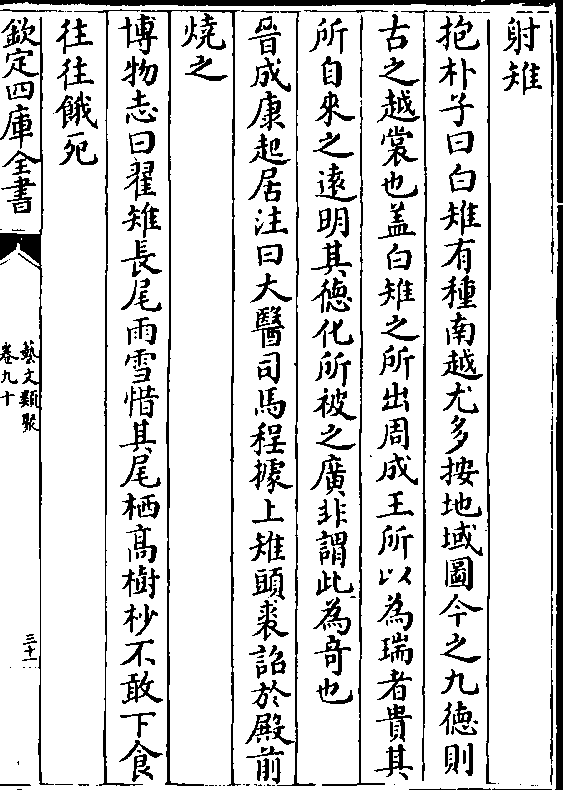 射雉
抱朴子曰白雉有種南越尤多按地域圖今之九徳則
古之越裳也盖白雉之所出周成王所以為瑞者貴其
所自來之遠明其徳化所被之廣非謂此為竒也
晉成康起居注曰大醫司馬程據上雉頭裘詔於殿前
燒之
博物志曰翟雉長尾雨雪惜其尾栖髙樹杪不敢下食
往往餓死
欽定四庫全書
藝文類聚
卷九十
三十一